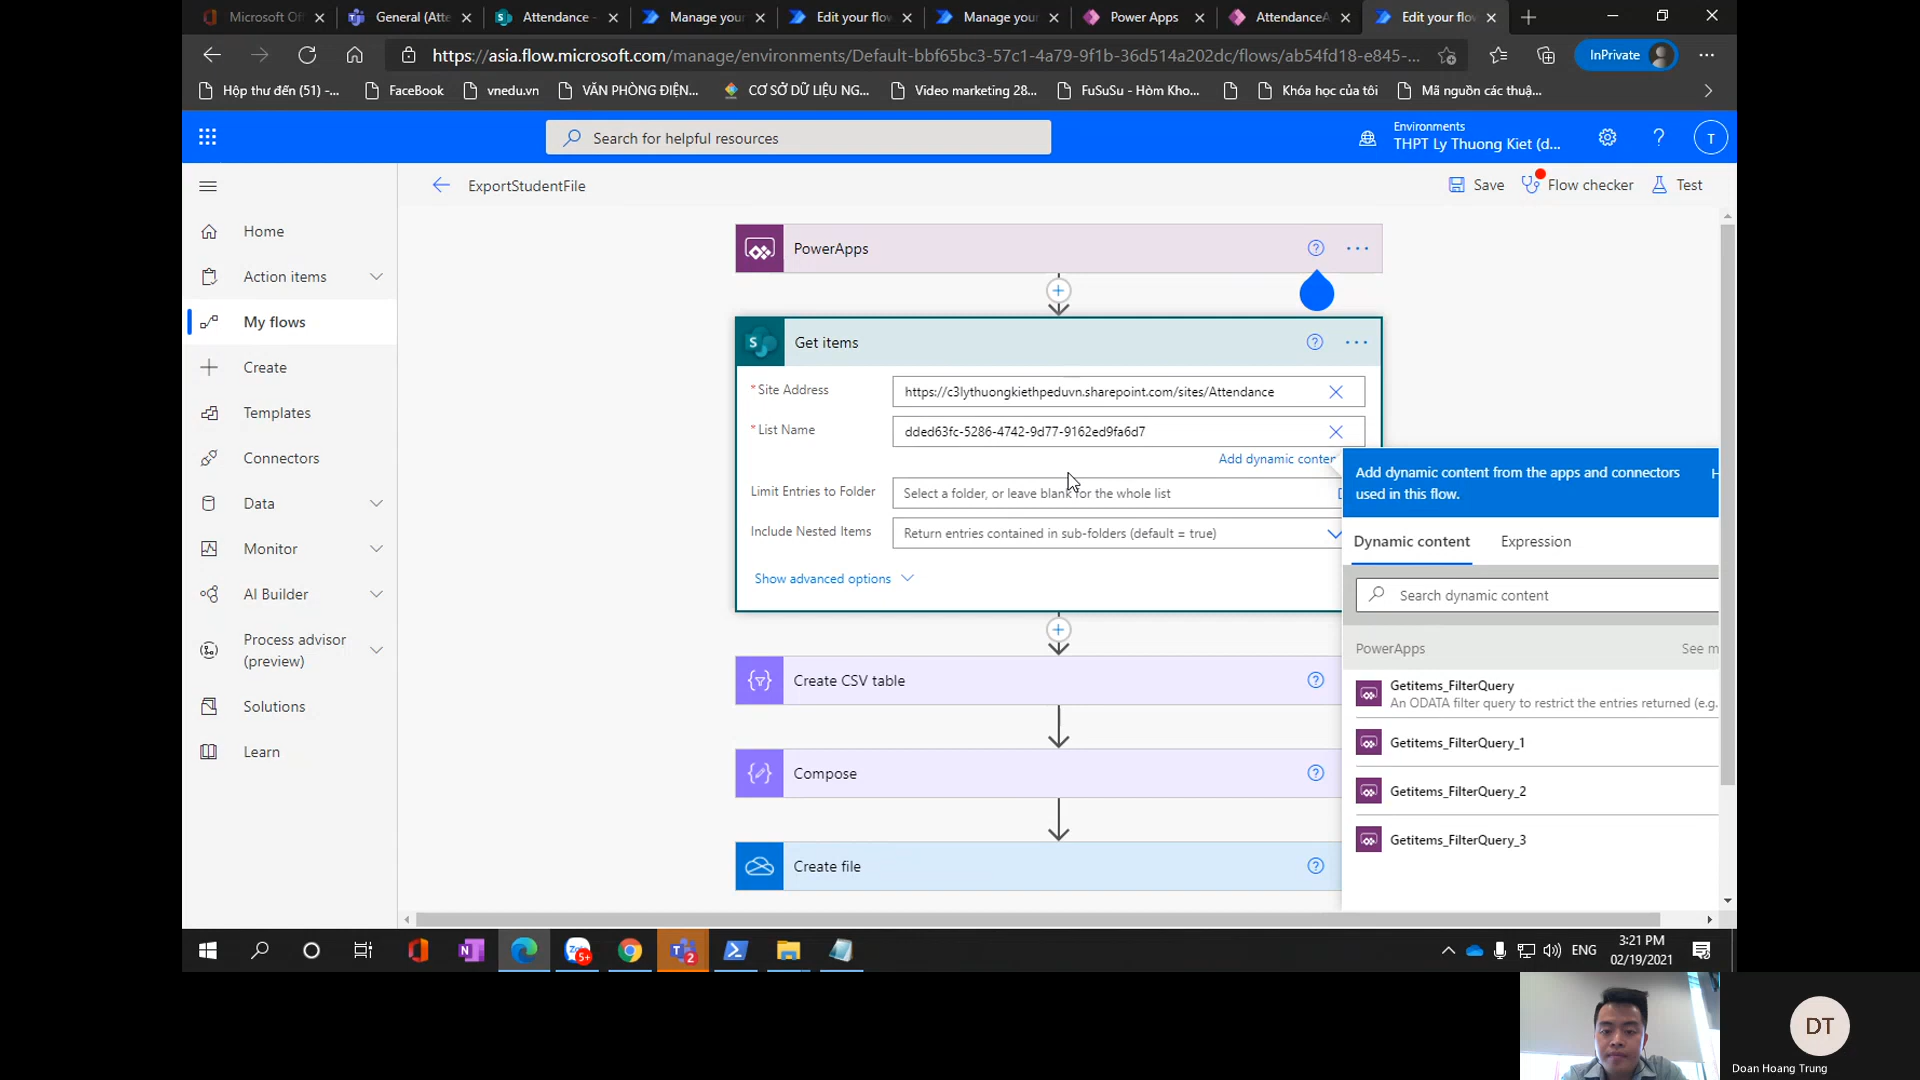 Microsoft Of
General (Atte
Attendance -
Manage your
Edit your flow
Manage your
Power Apps
AttendanceA
Edit your flow
https://asia.flow.microsoft.com/manage/environments/Default-bbf65bc3-57c1-4a79-9f1b-36d514a202dc/flows/ab54fd18-e845-...
InPrivate
Hộp thư đến (51) -...
FaceBook
vnedu.vn
VĂN PHÒNG ĐIỆN...
CƠ SỞ DỮ LIỆU NG...
Video marketing 28...
FuSuSu - Hòm Kho...
Khóa học của tôi
Mã nguồn các thuậ...
Search for helpful resources
Environments
THPT Ly Thuong Kiet (d...
T
ExportStudentFile
Save
Flow checker
Test
Home
Action items
My flows
Create
Templates
Connectors
Data
Monitor
AI Builder
Process advisor
(preview)
Solutions
Learn
PowerApps
S
Get items
* Site Address
https://c3lythuongkiethpeduvn.sharepoint.com/sites/Attendance
* List Name
dded63fc-5286-4742-9d77-9162ed9fa6d7
Add dynamic conten
Limit Entries to Folder
Select a folder, or leave blank for the whole list
Include Nested Items
Return entries contained in sub-folders (default = true)
Show advanced options
Create CSV table
Compose
Create file
Add dynamic content from the apps and connectors
used in this flow.
H
Dynamic content
Expression
Search dynamic content
PowerApps
See m
Getitems_FilterQuery
An ODATA filter query to restrict the entries returned (e.g.
Getitems_FilterQuery_1
Getitems_FilterQuery_2
Getitems_FilterQuery_3
Zalo
5+
2
ENG
3:21 PM
02/19/2021
DT
Doan Hoang Trung